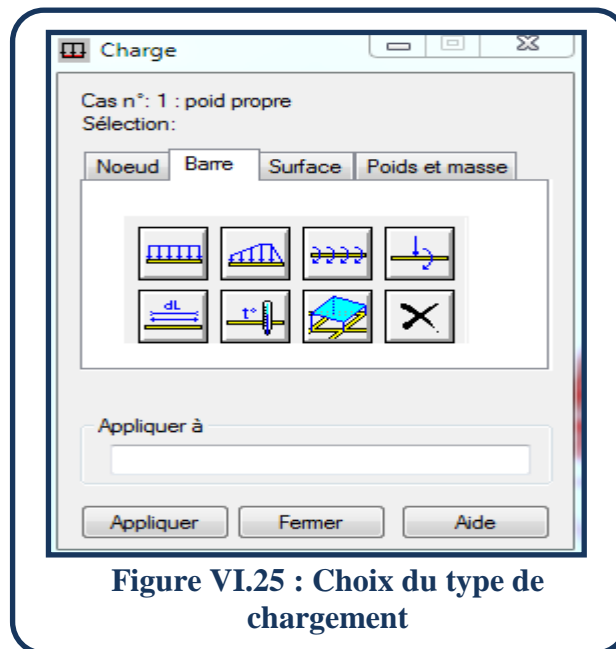 Charge
Cas n°: 1 : poid propre
Sélection:
Noeud Barre Surface Poids et masse
dL
t°
Appliquer à
Appliquer Fermer Aide
Figure VI.25 : Choix du type de
chargement